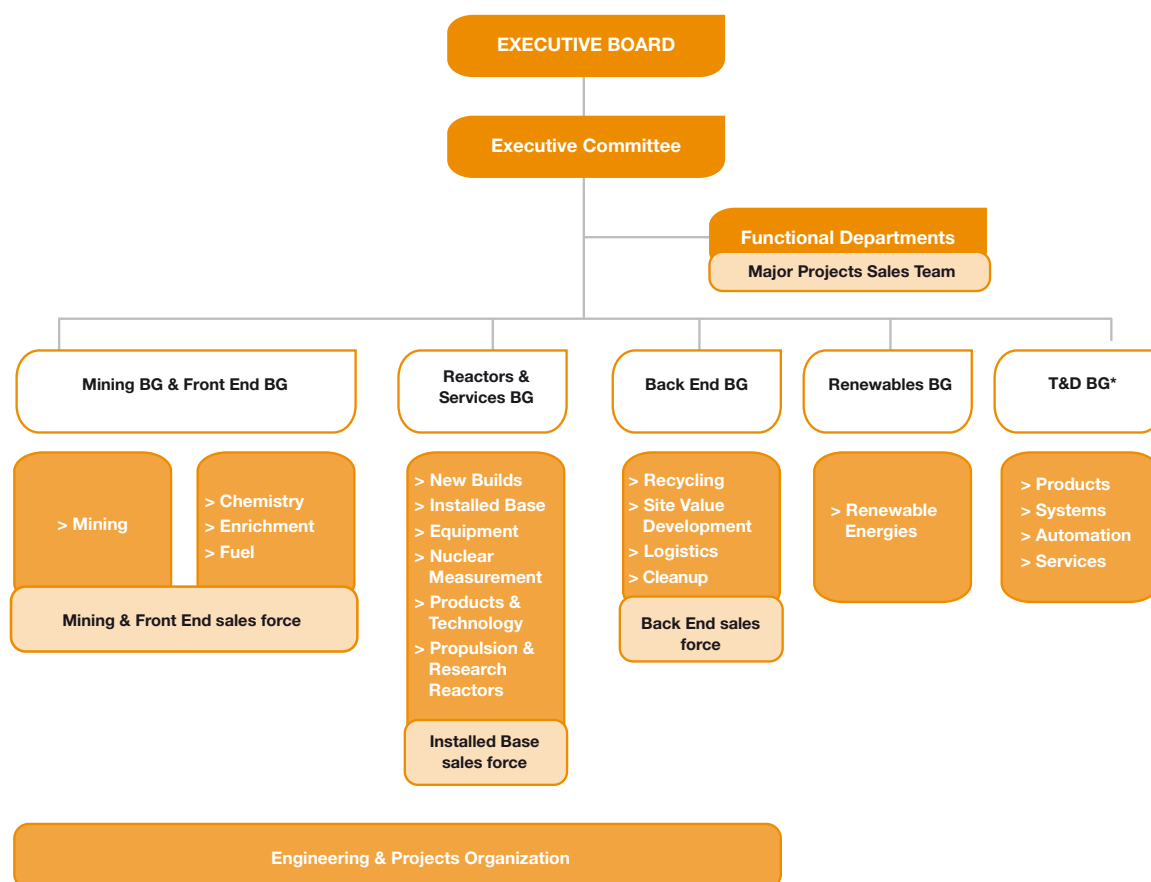 EXECUTIVE BOARD
Executive Committee
Functional Departments
Major Projects Sales Team
Mining BG & Front End BG
Reactors &
Services BG
Back End BG
Renewables BG
T&D BG*
> Mining
> Chemistry
> Enrichment
> Fuel
Mining & Front End sales force
> New Builds
> Installed Base
> Equipment
> Nuclear
Measurement
> Products &
Technology
> Propulsion &
Research
Reactors
Installed Base
sales force
> Recycling
> Site Value
Development
> Logistics
> Cleanup
Back End sales
force
> Renewable
Energies
> Products
> Systems
> Automation
> Services
Engineering & Projects Organization